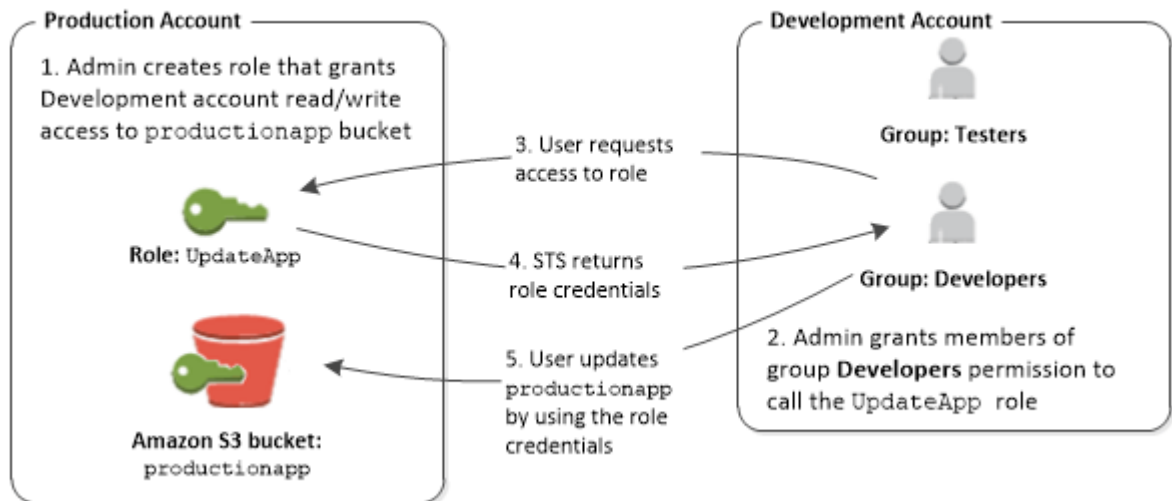 Production Account
1. Admin creates role that grants
Development account read/write
access to productionapp bucket
Role: UpdateApp
Amazon S3 bucket:
productionapp
3. User requests
access to role
4. STS returns
role credentials
5. User updates
productionapp
by using the role
credentials
Development Account
Group: Testers
Group: Developers
2. Admin grants members of
group Developers permission to
call the UpdateApp role